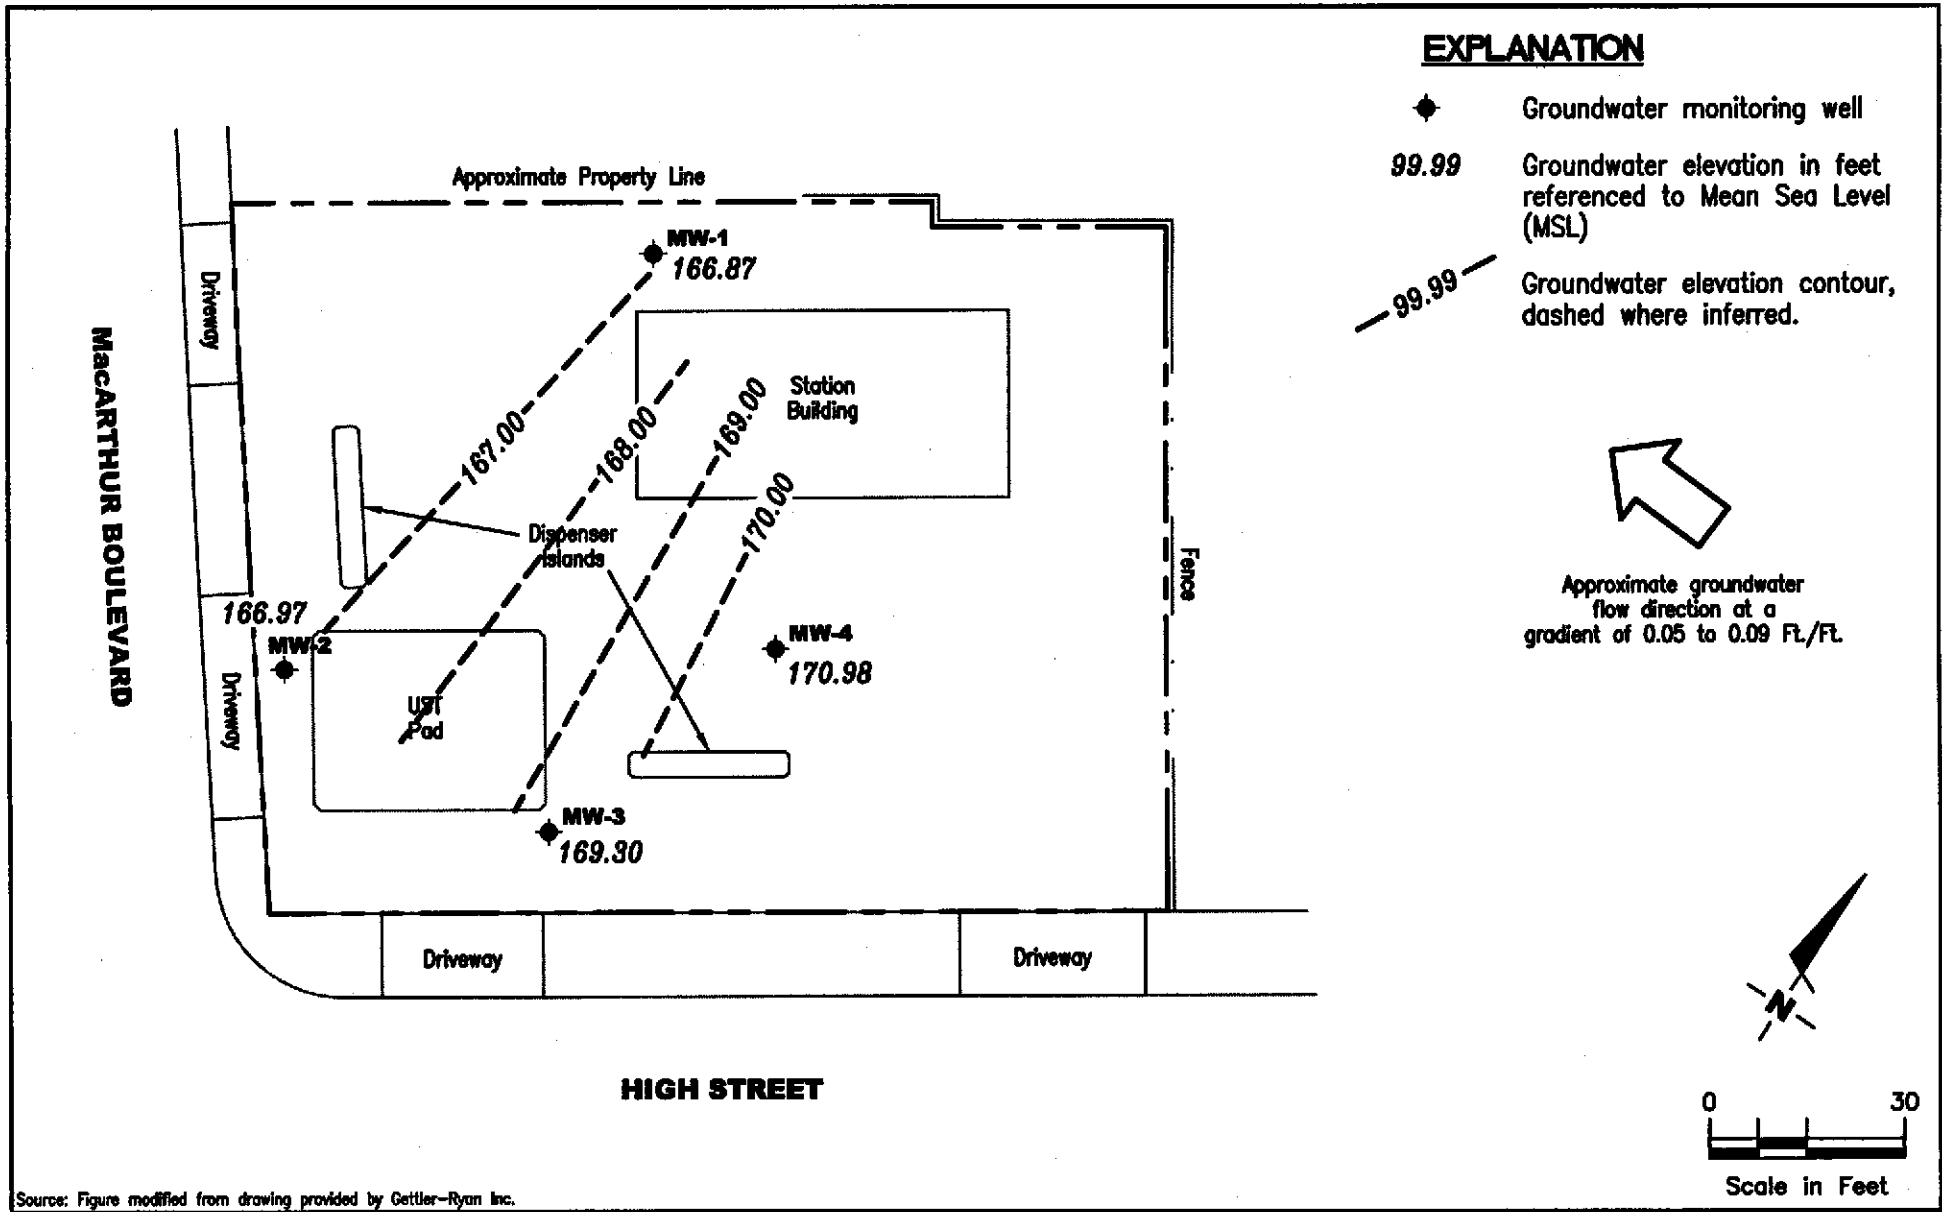 EXPLANATION
Groundwater monitoring well
99.99
Groundwater elevation in feet
referenced to Mean Sea Level
(MSL)
99.99
Groundwater elevation contour,
dashed where inferred.
Approximate groundwater
flow direction at a
gradient of 0.05 to 0.09 Ft./Ft.
Approximate Property Line
MW-1
166.87
Driveway
MacARTHUR BOULEVARD
167.00
168.00
169.00
170.00
Station
Building
Dispenser
Islands
Fence
166.97
MW-2
Driveway
UST
Pad
MW-4
170.98
MW-3
169.30
Driveway
Driveway
HIGH STREET
N
0 30
Scale in Feet
Source: Figure modified from drawing provided by Gettler-Ryan Inc.